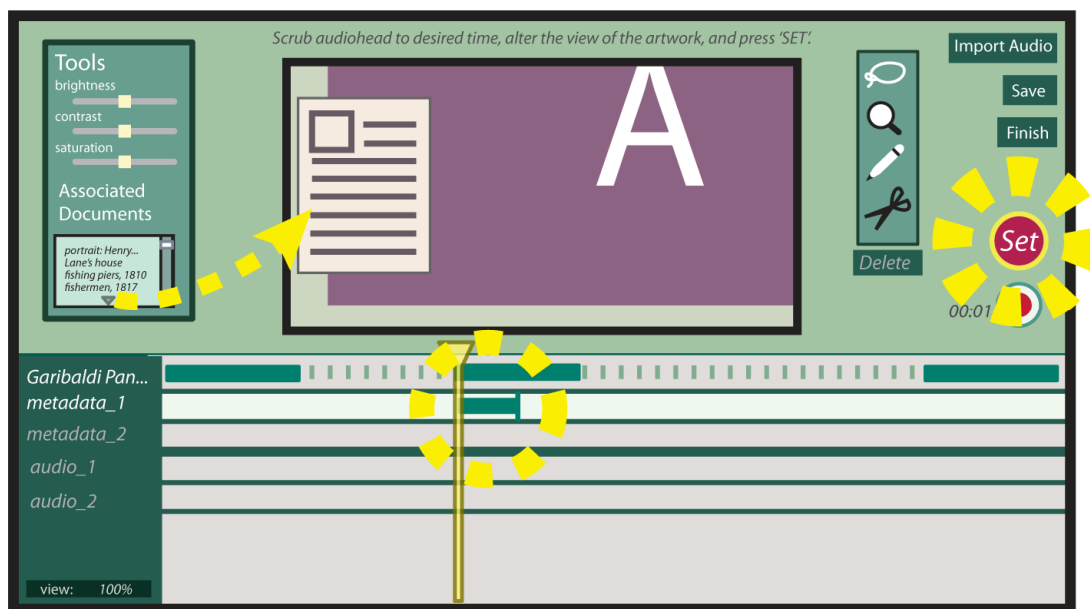 Scrub audiohead to desired time, alter the view of the artwork, and press ‘SET’.
Tools
brightness
contrast
saturation
Associated
Documents
portrait: Henry...
Lane's house
fishing piers, 1810
fishermen, 1817
A
Import Audio
Save
Finish
Set
Delete
00:01
Garibaldi Pan...
metadata_1
metadata_2
audio_1
audio_2
view: 100%